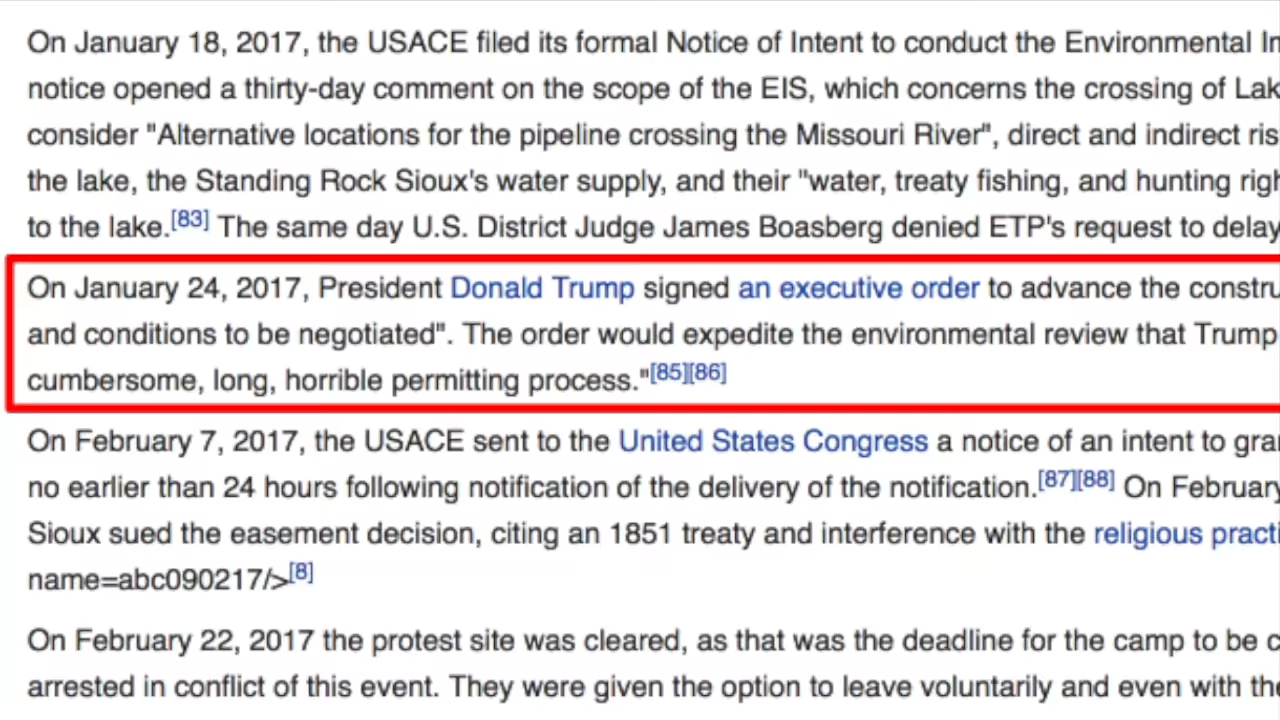 On January 18, 2017, the USACE filed its formal Notice of Intent to conduct the Environmental
notice opened a thirty-day comment on the scope of the EIS, which concerns the crossing of
consider "Alternative locations for the pipeline crossing the Missouri River", direct and indirect
the lake, the Standing Rock Sioux's water supply, and their "water, treaty fishing, and hunting
to the lake.[83] The same day U.S. District Judge James Boasberg denied ETP's request to delay
On January 24, 2017, President Donald Trump signed an executive order to advance the
and conditions to be negotiated". The order would expedite the environmental review that Trump
cumbersome, long, horrible permitting process."[85][86]
On February 7, 2017, the USACE sent to the United States Congress a notice of an intent to
no earlier than 24 hours following notification of the delivery of the notification.[87][88] On
Sioux sued the easement decision, citing an 1851 treaty and interference with the religious
name=abc090217/>[8]
On February 22, 2017 the protest site was cleared, as that was the deadline for the camp to be
arrested in conflict of this event. They were given the option to leave voluntarily and even with